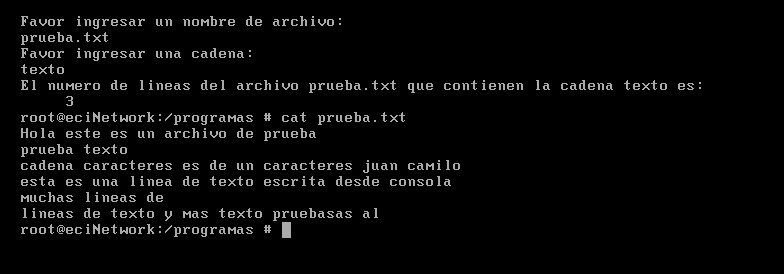 Favor ingresar un nombre de archivo:
prueba.txt
Favor ingresar una cadena:
texto
El numero de lineas del archivo prueba.txt que contienen la cadena texto es:
3
root@eciNetwork:/programas # cat prueba.txt
Hola este es un archivo de prueba
prueba texto
cadena caracteres es de un caracteres juan camilo
esta es una linea de texto escrita desde consola
muchas lineas de
lineas de texto y mas texto pruebasas al
root@eciNetwork:/programas #